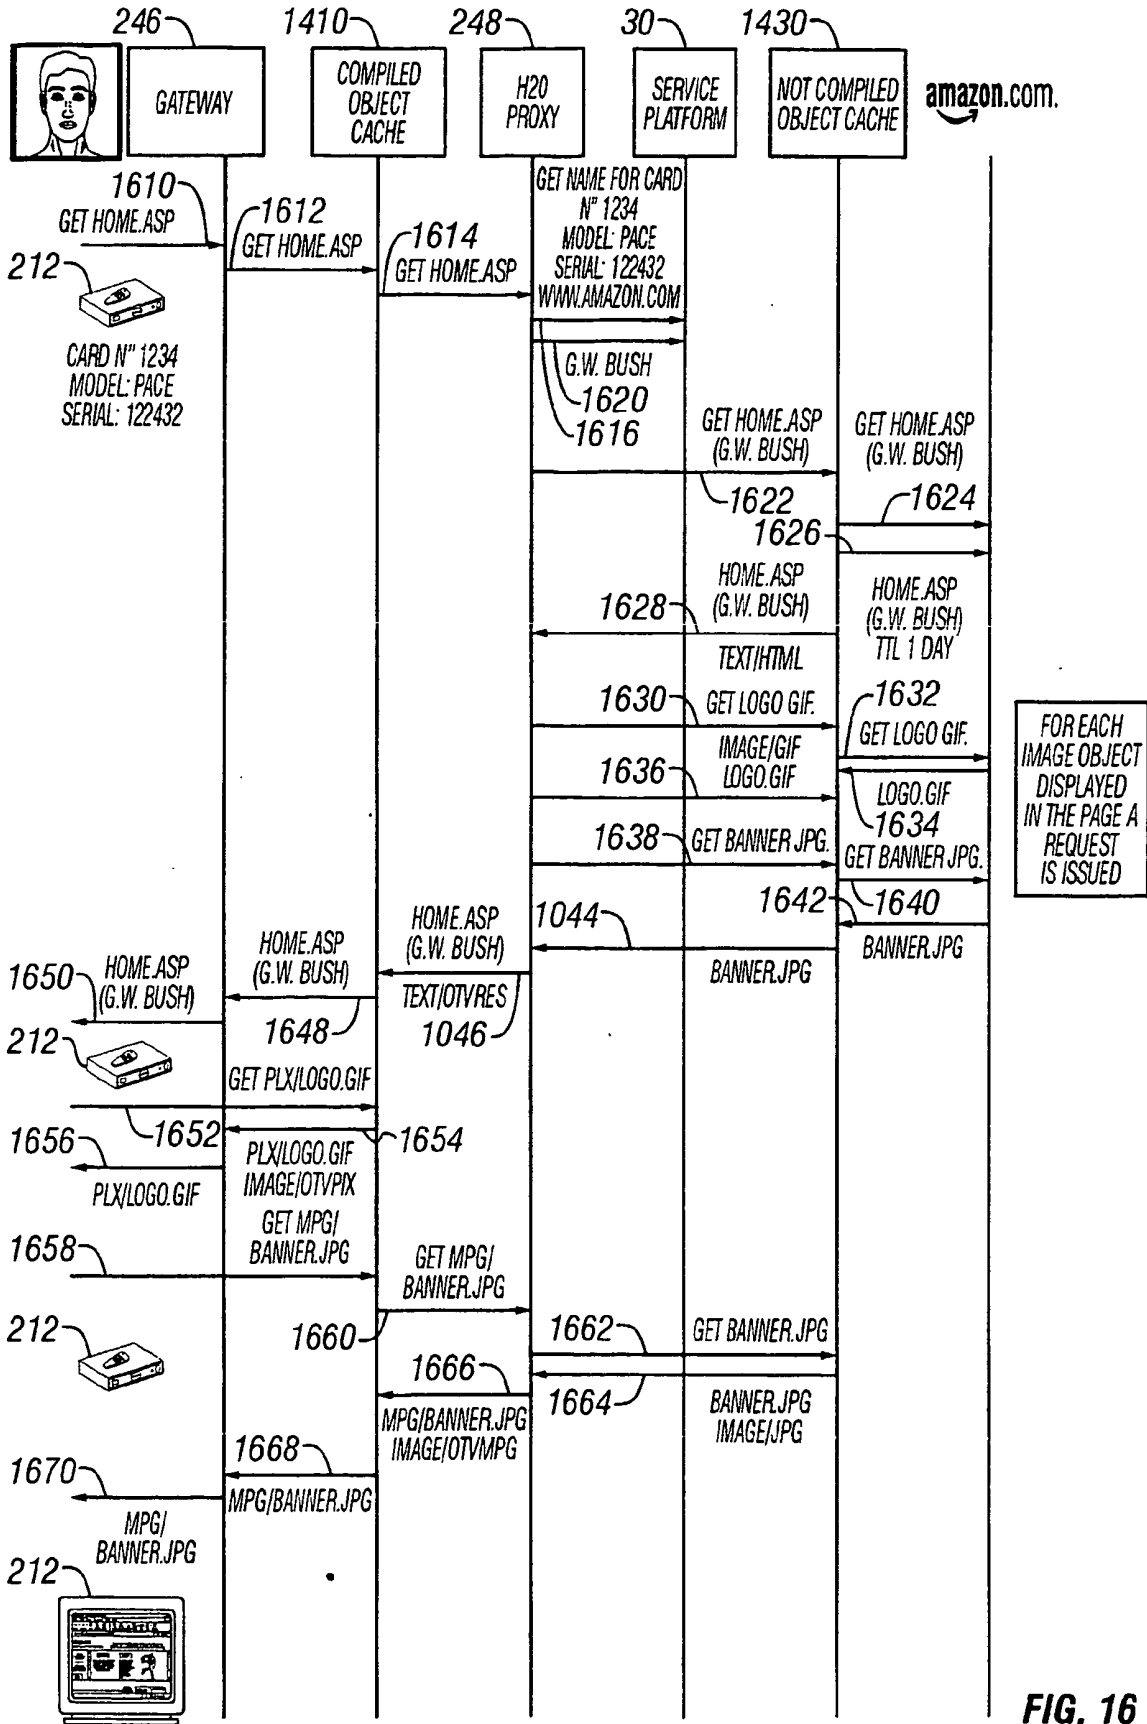 246
1410
248
30
1430
GATEWAY
COMPILED
OBJECT
CACHE
H20
PROXY
SERVICE
PLATFORM
NOT COMPILED
OBJECT CACHE
amazon.com.
1610
GET HOME.ASP
1612
GET HOME.ASP
1614
GET HOME.ASP
GET NAME FOR CARD
N" 1234
MODEL: PACE
SERIAL: 122432
WWW.AMAZON.COM
212
CARD N" 1234
MODEL: PACE
SERIAL: 122432
G.W. BUSH
1620
1616
GET HOME.ASP
(G.W. BUSH)
1622
GET HOME.ASP
(G.W. BUSH)
1624
1626
HOME.ASP
(G.W. BUSH)
1628
TEXT/HTML
HOME.ASP
(G.W. BUSH)
TTL 1 DAY
1630
GET LOGO GIF.
1632
GET LOGO GIF.
IMAGE/GIF
LOGO.GIF
1636
LOGO.GIF
1634
1638
GET BANNER JPG.
GET BANNER JPG.
1640
1642
BANNER.JPG
1044
BANNER.JPG
FOR EACH
IMAGE OBJECT
DISPLAYED
IN THE PAGE A
REQUEST
IS ISSUED
HOME.ASP
(G.W. BUSH)
TEXT/OTVRES
1046
HOME.ASP
(G.W. BUSH)
1648
1650
HOME.ASP
(G.W. BUSH)
212
GET PLX/LOGO.GIF
1652
1654
PLX/LOGO.GIF
IMAGE/OTVPIX
1656
PLX/LOGO.GIF
GET MPG/
BANNER.JPG
1658
GET MPG/
BANNER.JPG
1660
212
1662
GET BANNER.JPG
1664
BANNER.JPG
IMAGE/JPG
1666
MPG/BANNER.JPG
IMAGE/OTVMPG
1668
MPG/BANNER.JPG
1670
MPG/
BANNER.JPG
212
FIG. 16